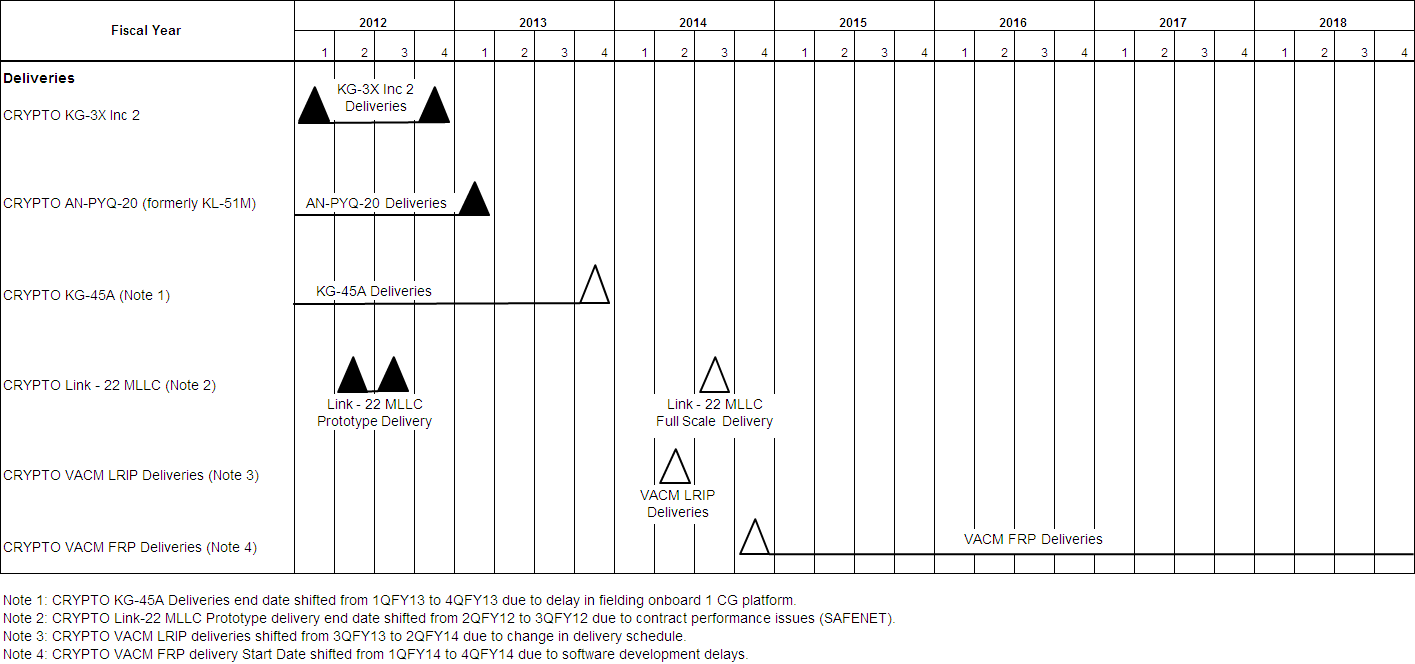 Fiscal Year
2012 2013 2014 2015 2016 2017 2018
1 2 3 4 1 2 3 4 1 2 3 4 1 2 3 4 1 2 3 4 1 2 3 4 1 2 3 4
Deliveries
CRYPTO KG-3X Inc 2
KG-3X Inc 2
Deliveries
CRYPTO AN-PYQ-20 (formerly KL-51M)
AN-PYQ-20 Deliveries
CRYPTO KG-45A (Note 1)
KG-45A Deliveries
CRYPTO Link - 22 MLLC (Note 2)
Link - 22 MLLC
Prototype Delivery
Link - 22 MLLC
Full Scale Delivery
CRYPTO VACM LRIP Deliveries (Note 3)
VACM LRIP
Deliveries
CRYPTO VACM FRP Deliveries (Note 4)
VACM FRP Deliveries
Note 1: CRYPTO KG-45A Deliveries end date shifted from 1QFY13 to 4QFY13 due to delay in fielding onboard 1 CG platform.
Note 2: CRYPTO Link-22 MLLC Prototype delivery end date shifted from 2QFY12 to 3QFY12 due to contract performance issues (SAFENET).
Note 3: CRYPTO VACM LRIP deliveries shifted from 3QFY13 to 2QFY14 due to change in delivery schedule.
Note 4: CRYPTO VACM FRP delivery Start Date shifted from 1QFY14 to 4QFY14 due to software development delays.